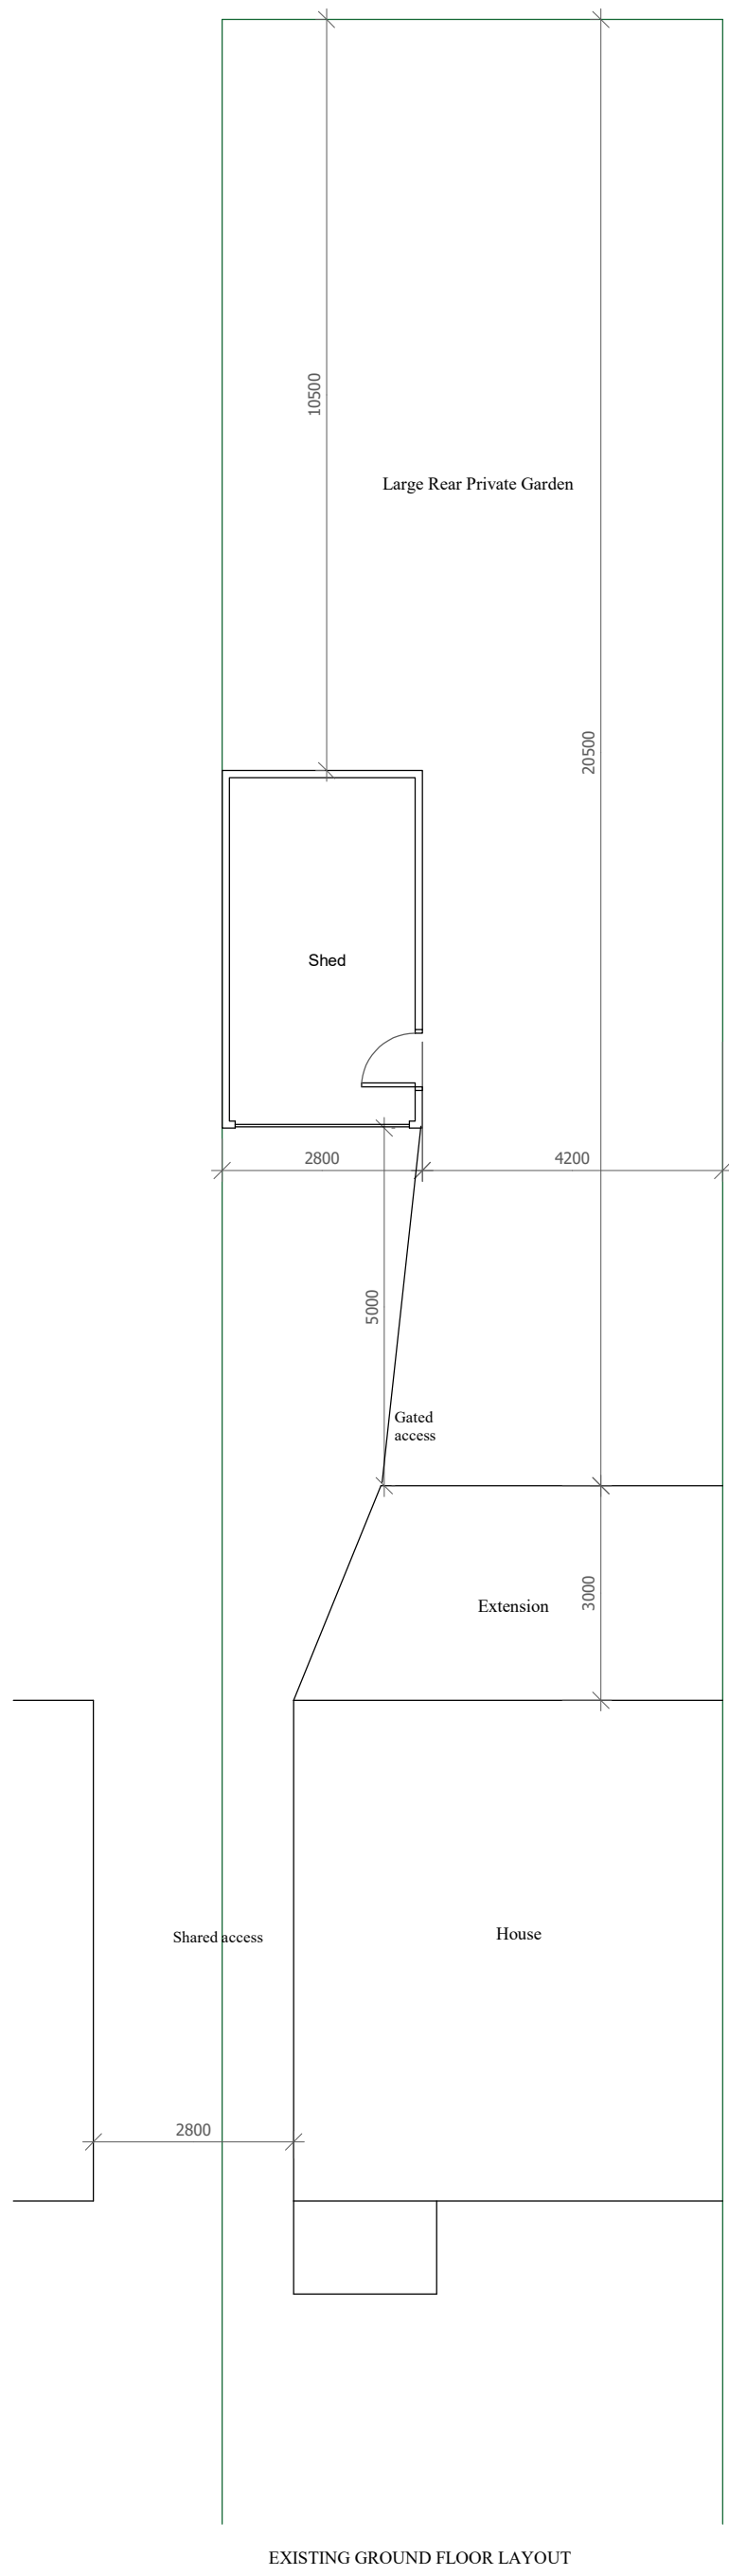 10500
Large Rear Private Garden
20500
Shed
2800
4200
5000
Gated
access
3000
Extension
Shared access
House
2800
EXISTING GROUND FLOOR LAYOUT